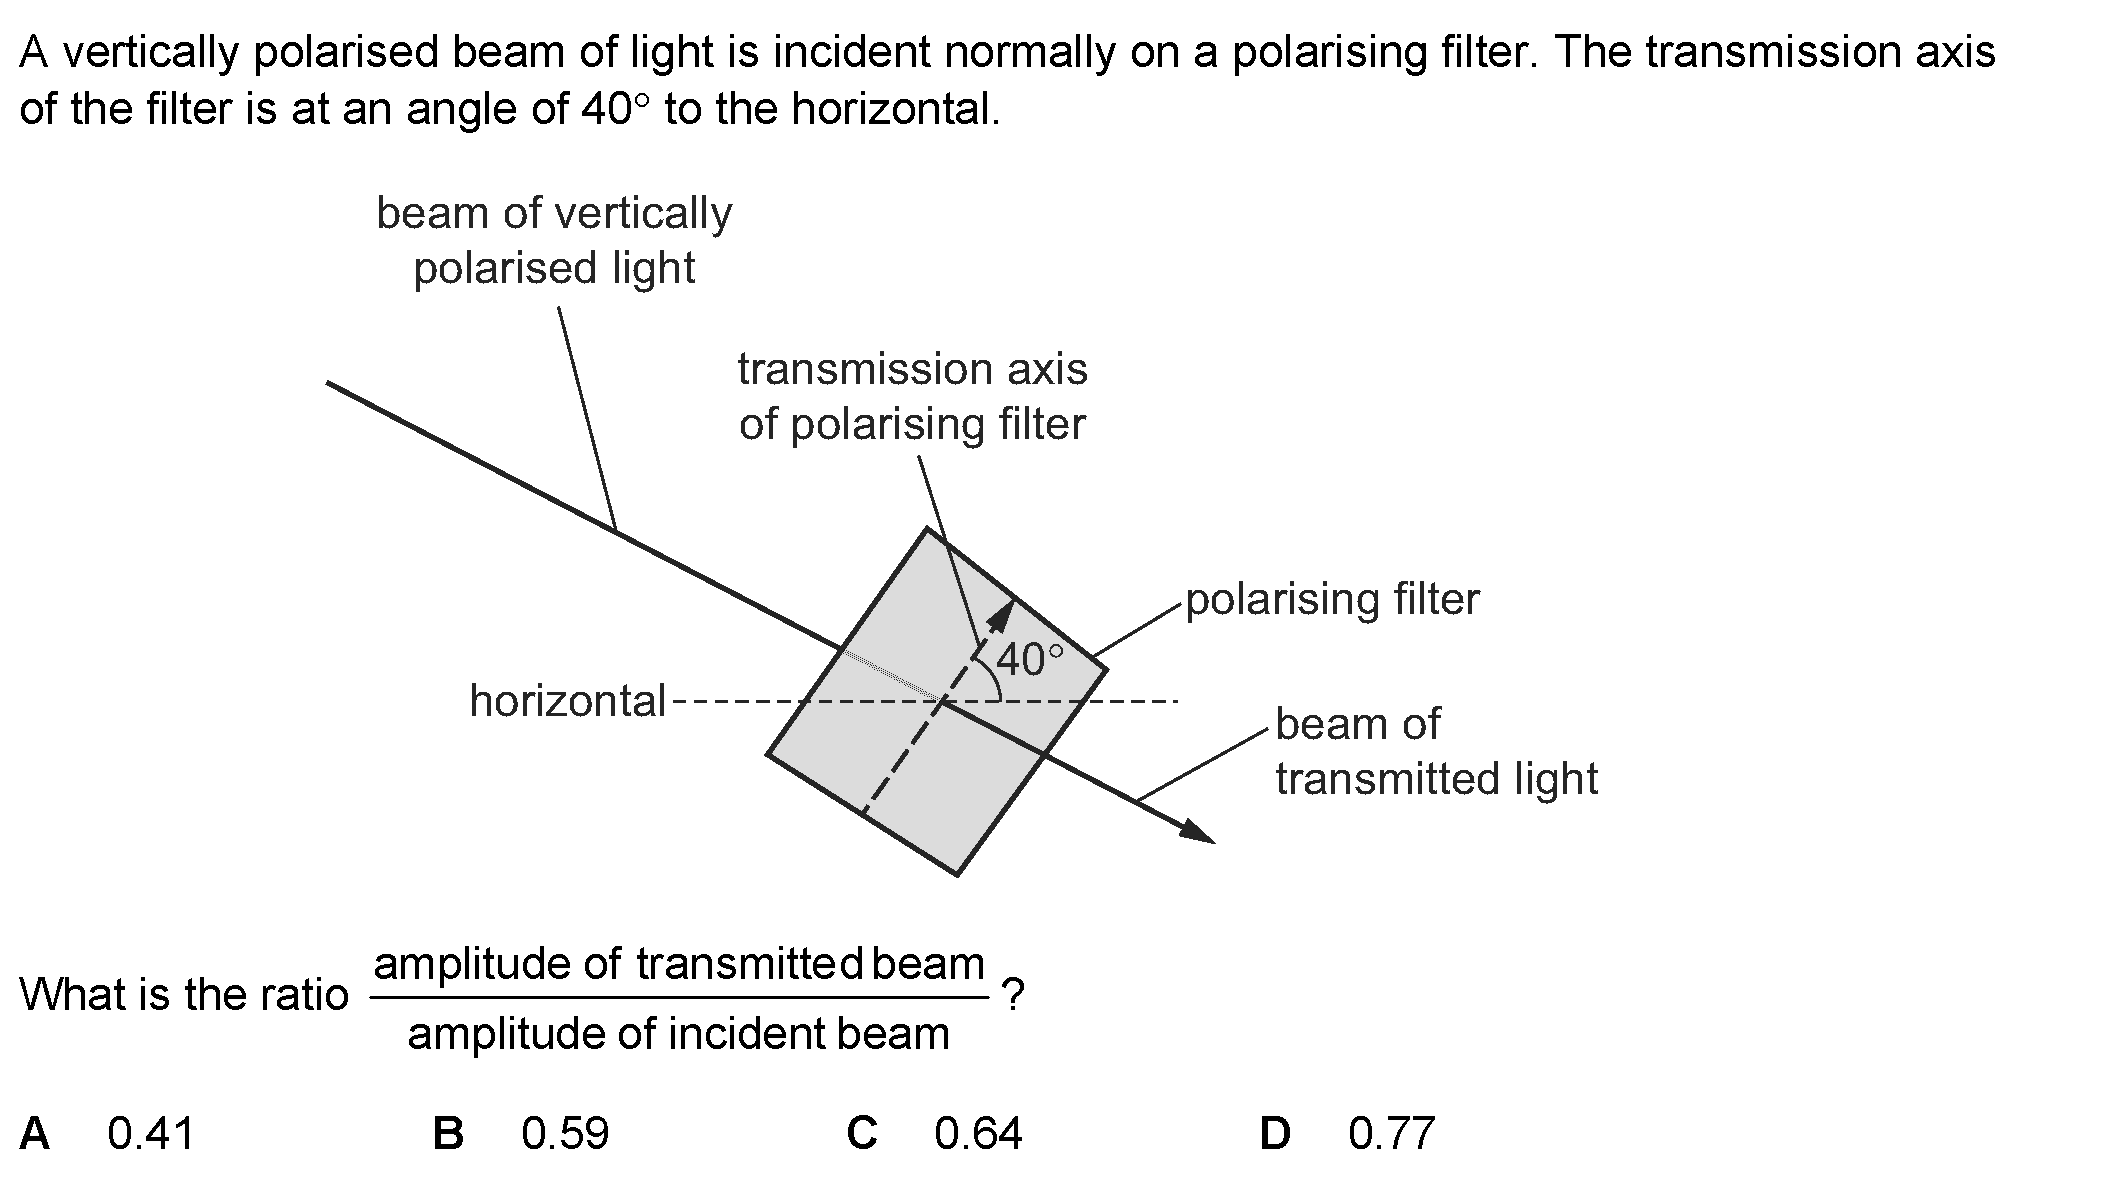 A vertically polarised beam of light is incident normally on a polarising filter. The transmission axis
of the filter is at an angle of 40° to the horizontal.
beam of vertically
polarised light
transmission axis
of polarising filter
polarising filter
40°
horizontal
beam of
transmitted light
What is the ratio amplitude of transmitted beam / amplitude of incident beam ?
A 0.41 B 0.59 C 0.64 D 0.77